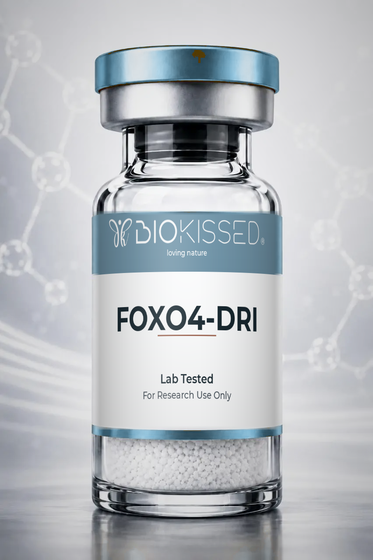 BIOKISSED®
loving nature
FOXO4-DRI
Lab Tested
For Research Use Only